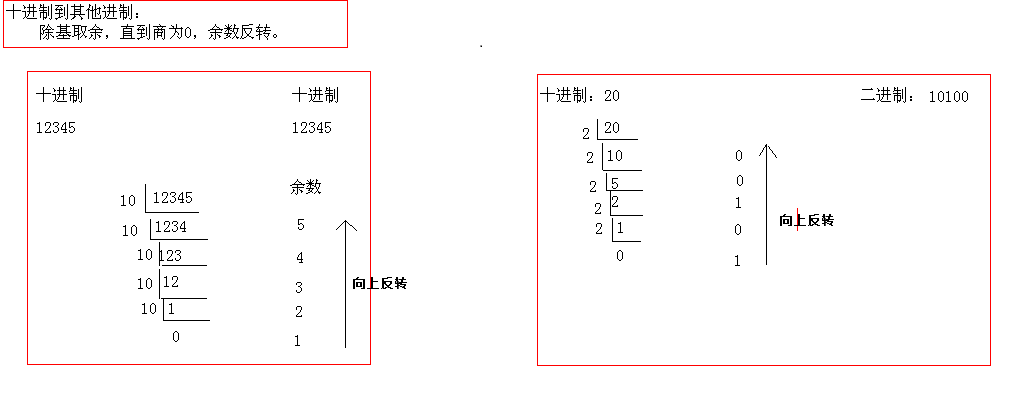 十进制到其他进制:
除基取余，直到商为0，余数反转。
十进制 十进制
12345 12345
余数
10 12345
10 1234 5
10 123 4
10 12 3
10 1 2
0 1
向上反转
十进制：20 二进制： 10100
2 20
2 10 0
2 5 0
2 2 1
2 1 0
0 1
向上反转